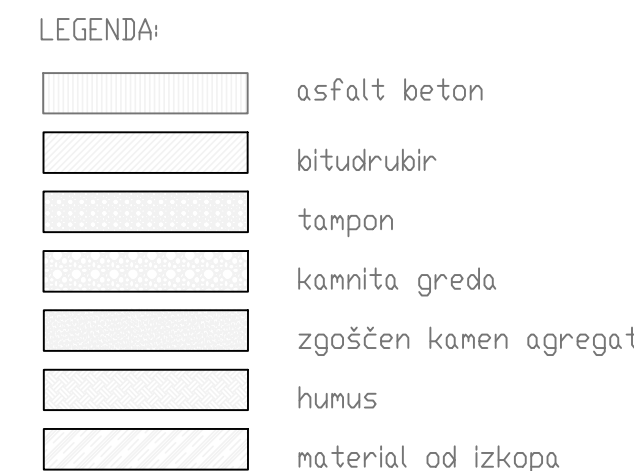 LEGENDA:
asfalt beton
bitudrubir
tampon
kamnita greda
zgoščen kamen agregat
humus
material od izkopa